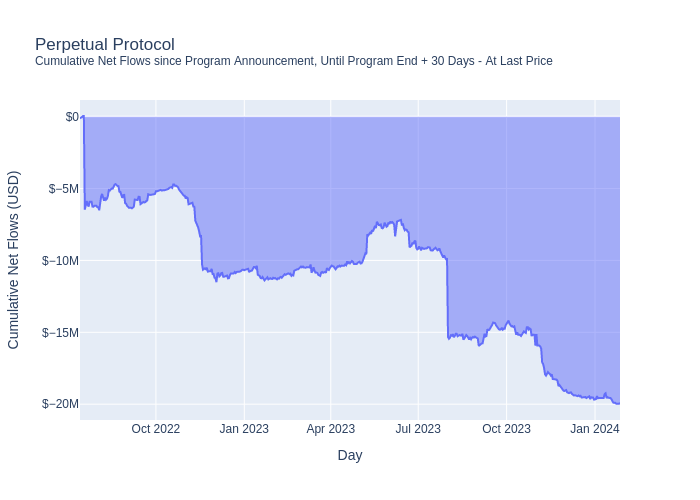 Perpetual Protocol
Cumulative Net Flows since Program Announcement, Until Program End + 30 Days - At Last Price
Cumulative Net Flows (USD)
$0
$−5M
$−10M
$−15M
$−20M
Oct 2022
Jan 2023
Apr 2023
Jul 2023
Oct 2023
Jan 2024
Day